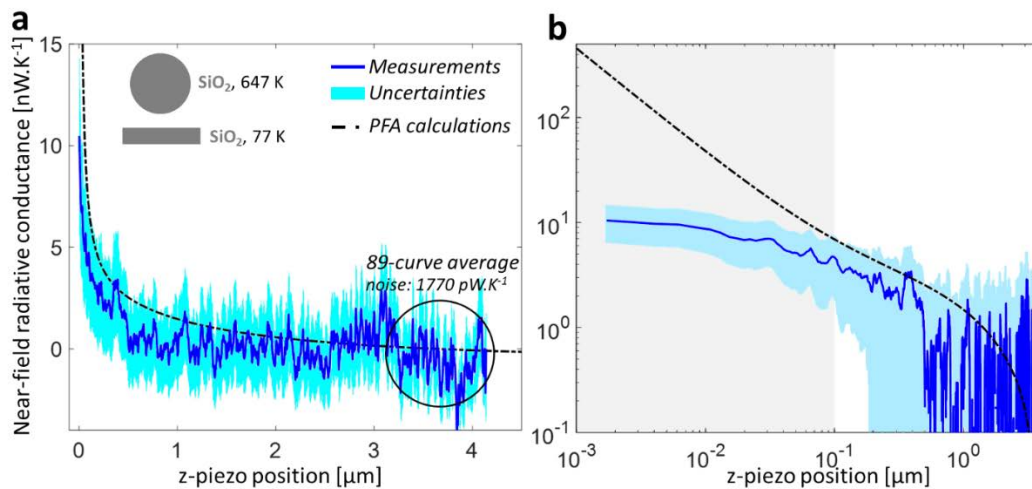 a
b
Near-field radiative conductance [nW.K⁻¹]
15
10
5
0
SiO₂, 647 K
SiO₂, 77 K
Measurements
Uncertainties
PFA calculations
89-curve average
noise: 1770 pW.K⁻¹
0
1
2
3
4
z-piezo position [µm]
10²
10¹
10⁰
10⁻¹
10⁻³
10⁻²
10⁻¹
10⁰
z-piezo position [µm]